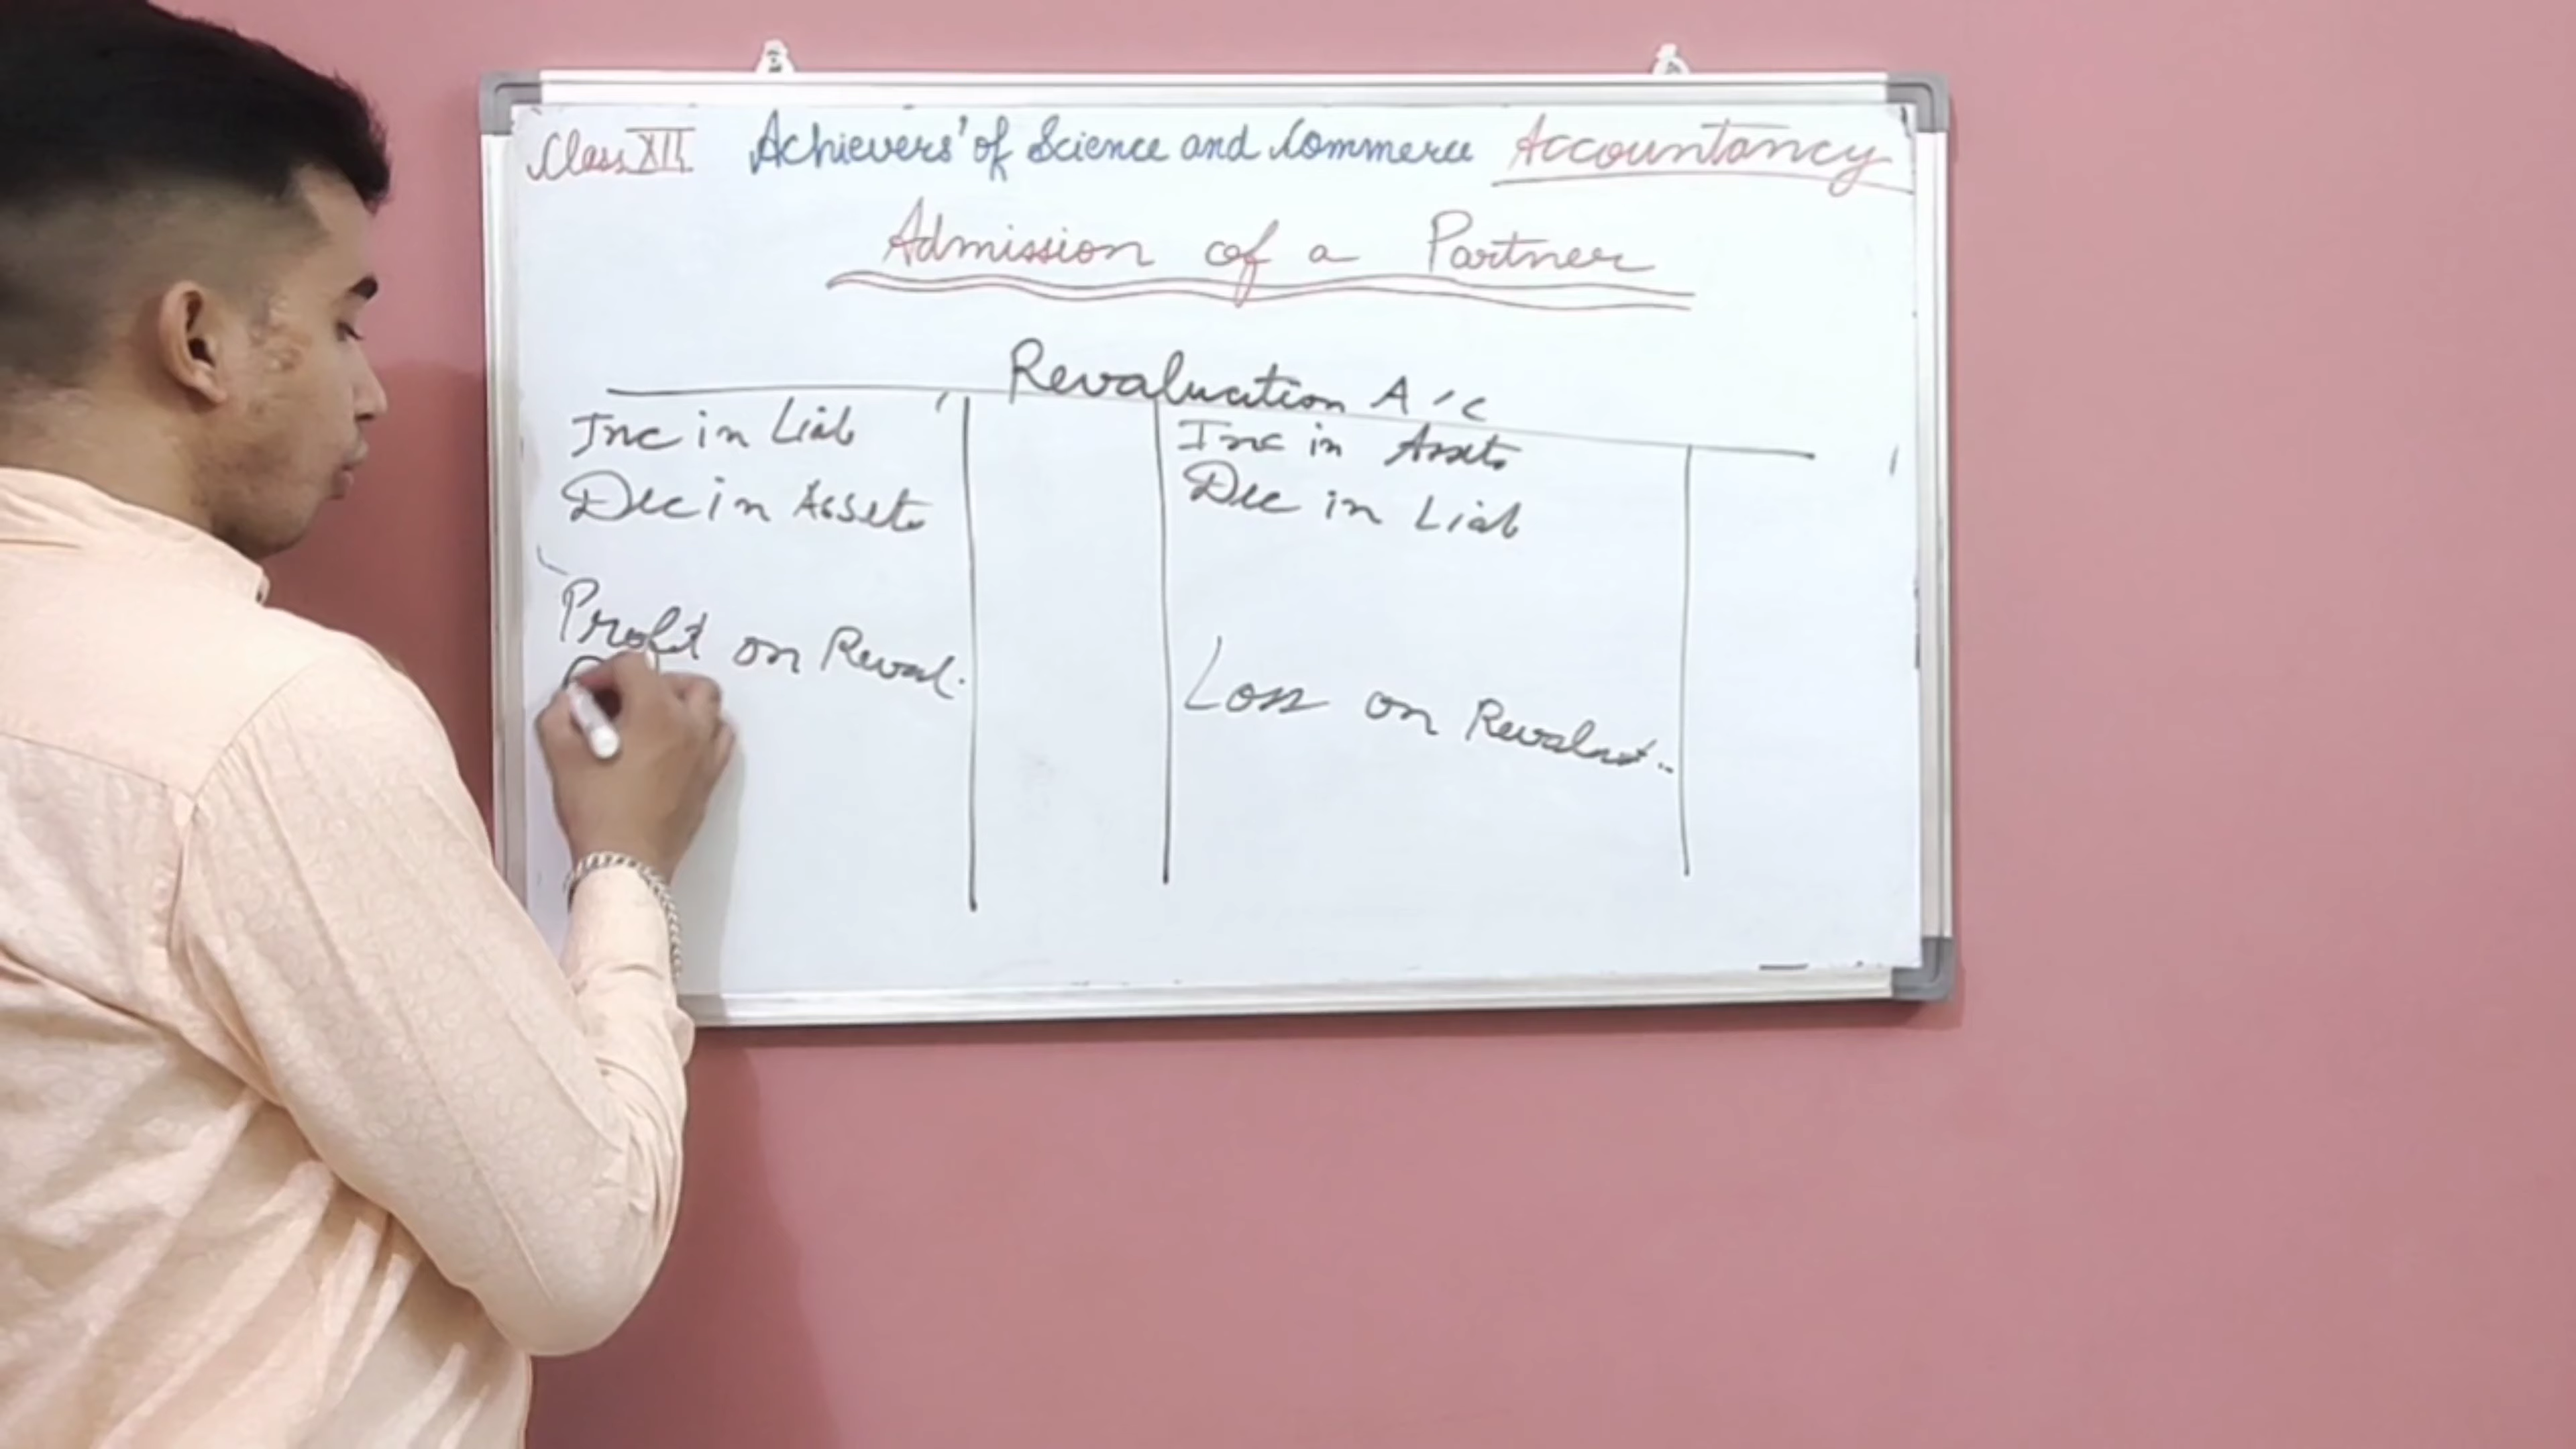 Class XII Achievers' of Science and Commerce Accountancy
Admission of a Partner
Revaluation A/c
Inc in Liab
Dec in Assets
Profit on Reval.
Inc in Assets
Dec in Liab
Loss on Revaluat..